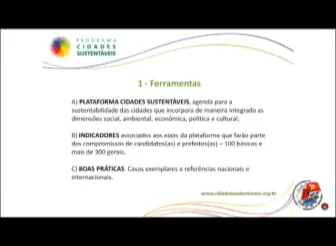 PROGRAMA
CIDADES
SUSTENTÁVEIS
1 - Ferramentas
A) PLATAFORMA CIDADES SUSTENTÁVEIS, agenda para a
sustentabilidade das cidades que incorpora de maneira integrada as
dimensões social, ambiental, econômica, política e cultural;
B) INDICADORES associados aos eixos da plataforma que farão parte
dos compromissos de candidatos(as) e prefeitos(as) – 100 básicos e
mais de 300 gerais;
C) BOAS PRÁTICAS. Casos exemplares e referências nacionais e
internacionais.
www.cidadessustentaveis.org.br